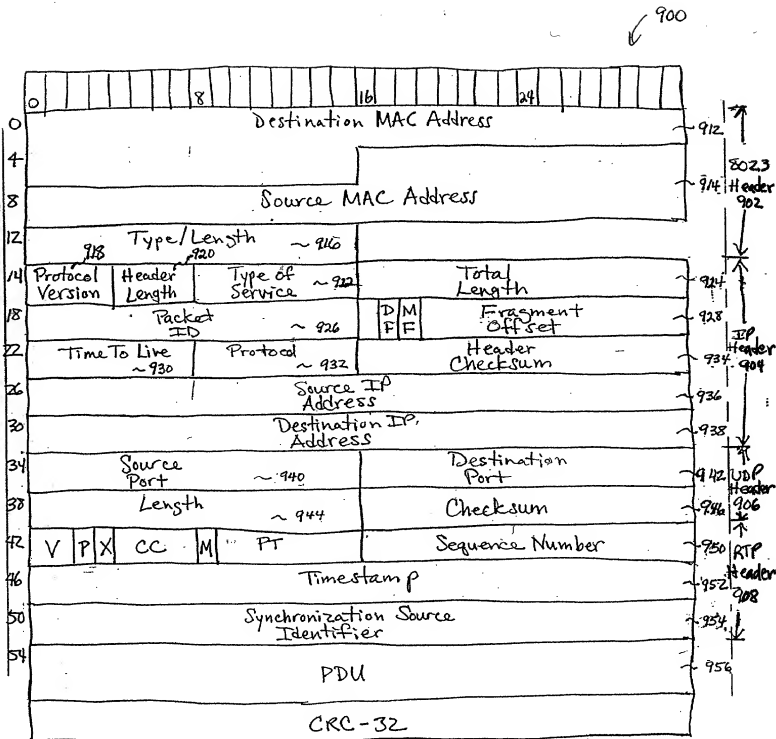 900
0 8 16 24
0 Destination MAC Address 912
4
802.3 Header 902
8 Source MAC Address 914
12 Type/Length ~ 916
918 920
14 Protocol Version Header Length Type of Service ~ 922 Total Length 924
18 Packet ID ~ 926 DF MF Fragment Offset 928
22 Time To Live ~ 930 Protocol ~ 932 Header Checksum 934
IP Header 904
26 Source IP Address 936
30 Destination IP Address 938
34 Source Port ~ 940 Destination Port 942
UDP Header 906
38 Length ~ 944 Checksum 946
42 V P X CC M PT Sequence Number 950
RTP Header 908
46 Timestamp 952
50 Synchronization Source Identifier 954
54 PDU 956
CRC-32